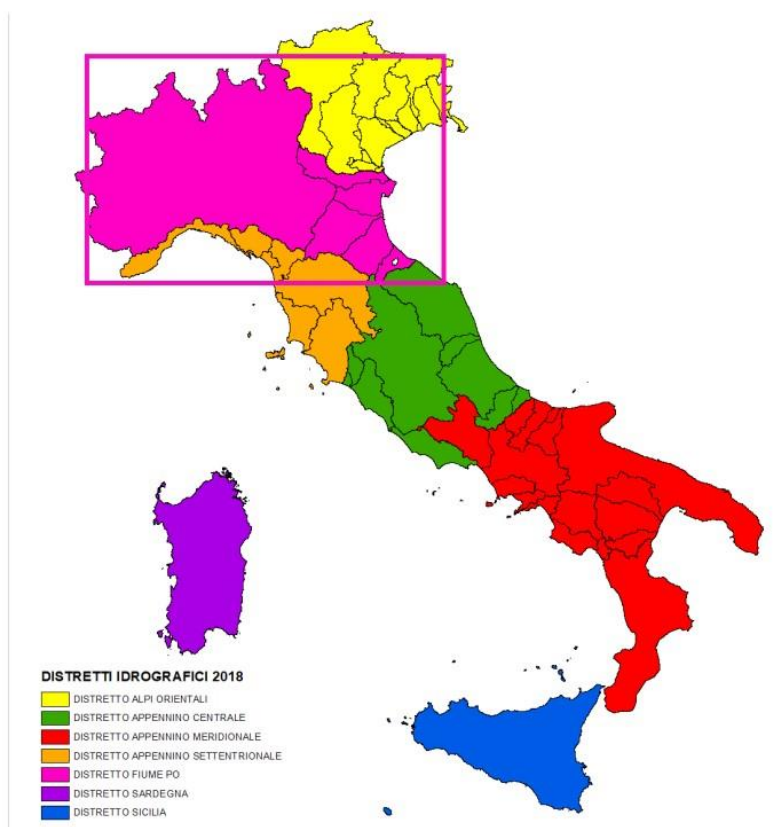 DISTRETTI IDROGRAFICI 2018
DISTRETTO ALPI ORIENTALI
DISTRETTO APPENNINO CENTRALE
DISTRETTO APPENNINO MERIDIONALE
DISTRETTO APPENNINO SETTENTRIONALE
DISTRETTO FIUME PO
DISTRETTO SARDEGNA
DISTRETTO SICILIA